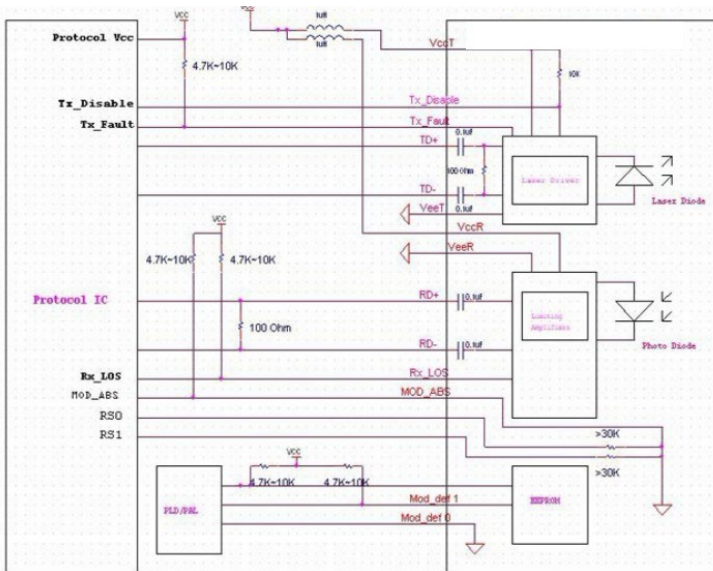 Vcc
Vcc
1uH
1uH
Protocol Vcc
VccT
4.7K~10K
10K
Tx_Disable
Tx_Disable
Tx_Fault
Tx_Fault
0.1uf
TD+
100 Ohm
Laser Driver
TD-
Laser Diode
VeeT
0.1uf
Vcc
VccR
VeeR
4.7K~10K
4.7K~10K
Protocol IC
RD+
0.1uf
Limiting
Amplifiers
100 Ohm
RD-
0.1uf
Photo Diode
Rx_LOS
Rx_LOS
MOD_ABS
MOD_ABS
RS0
RS1
>30K
Vcc
>30K
4.7K~10K
4.7K~10K
PLD/PAL
Mod_def 1
EEPROM
Mod_def 0